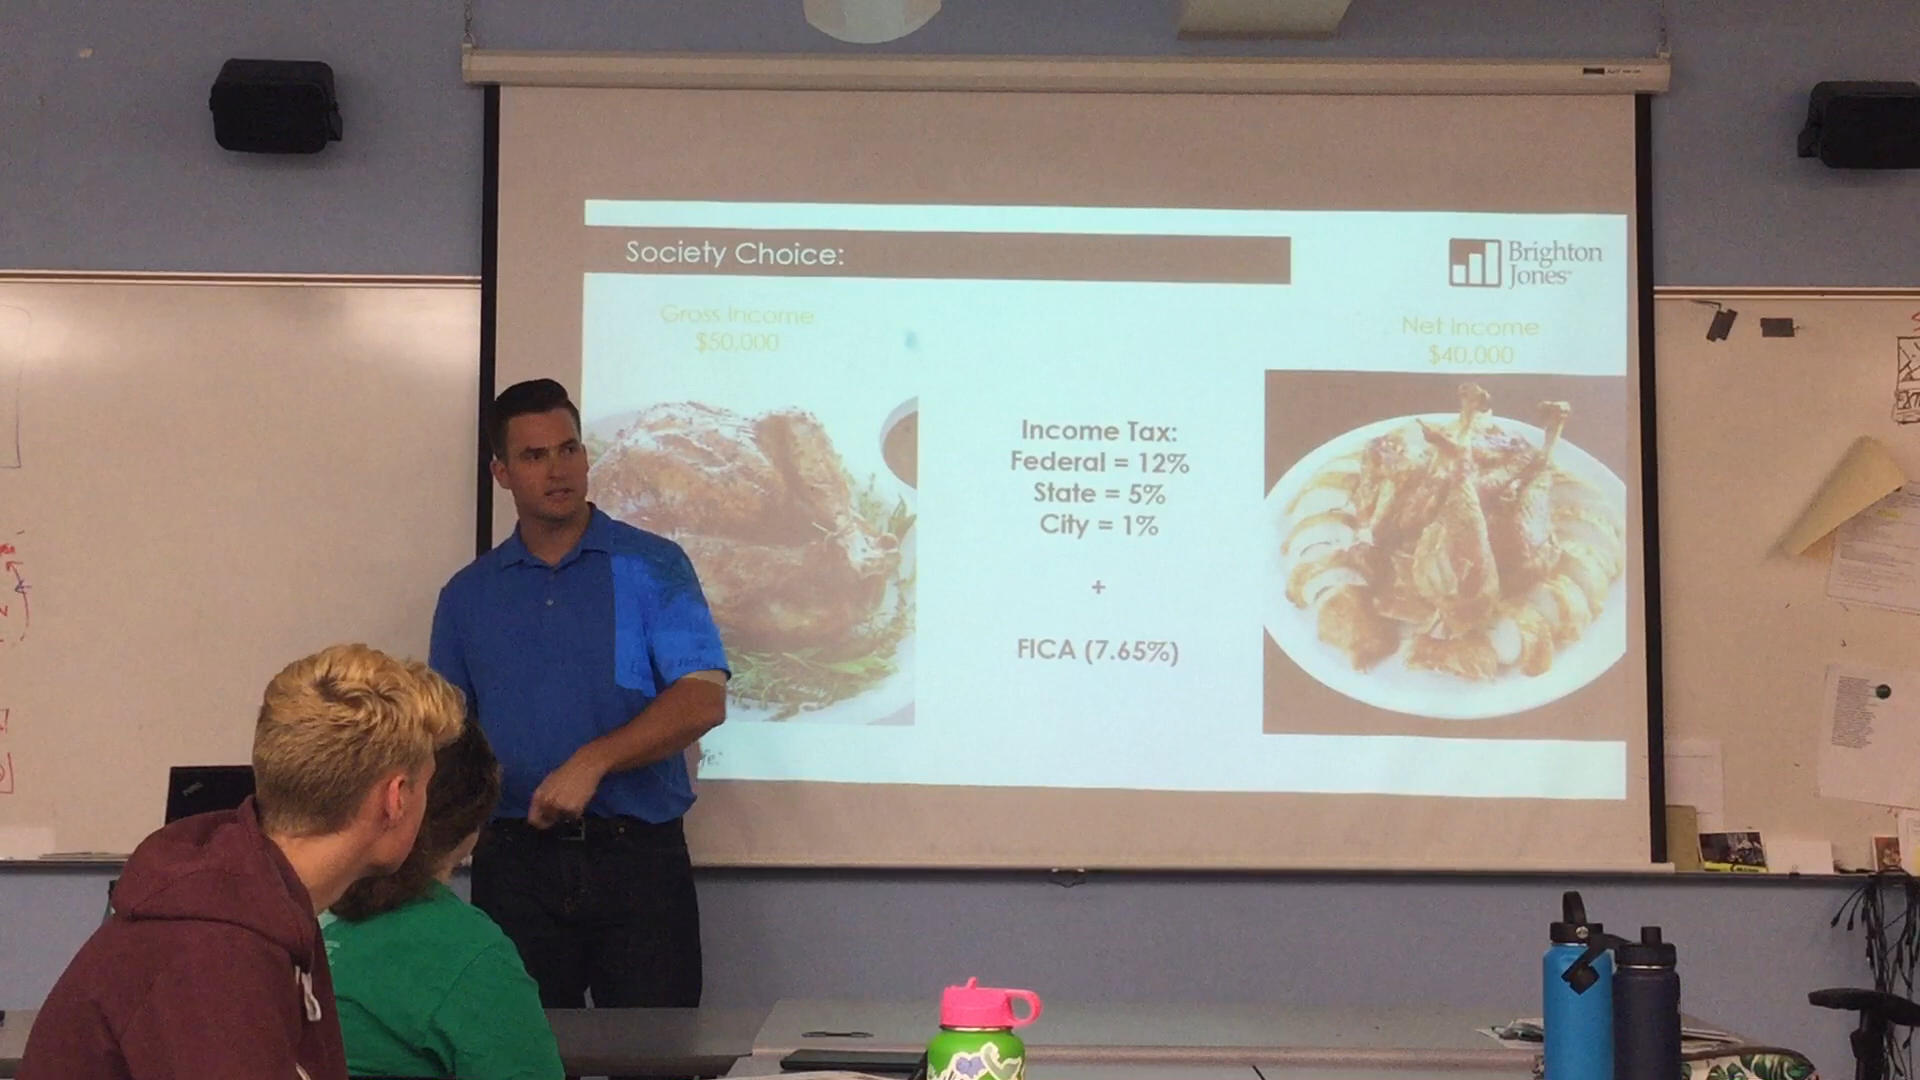 Society Choice:
Brighton
Jones
Gross Income
$50,000
Net Income
$40,000
Income Tax:
Federal = 12%
State = 5%
City = 1%
+
FICA (7.65%)